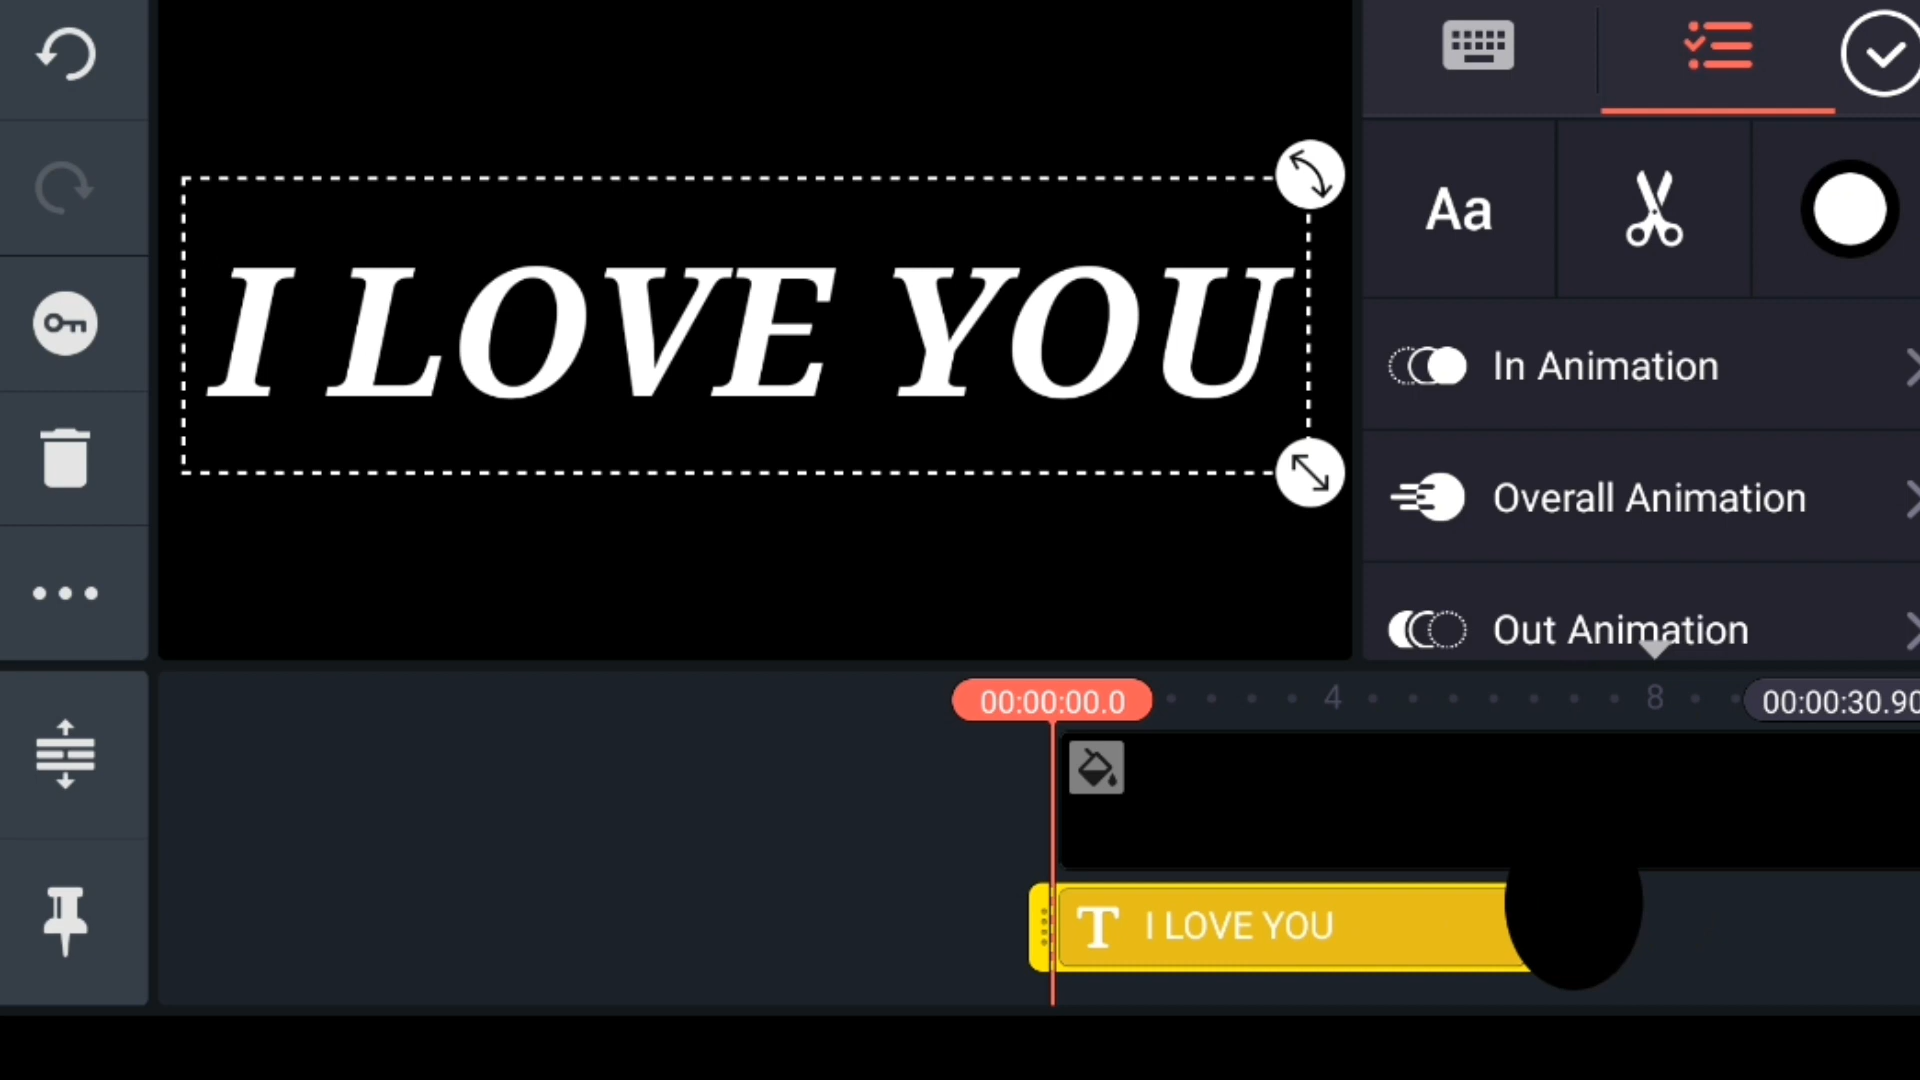 I LOVE YOU
Aa
In Animation
Overall Animation
Out Animation
00:00:00.0
4
8
00:00:30.90
T I LOVE YOU